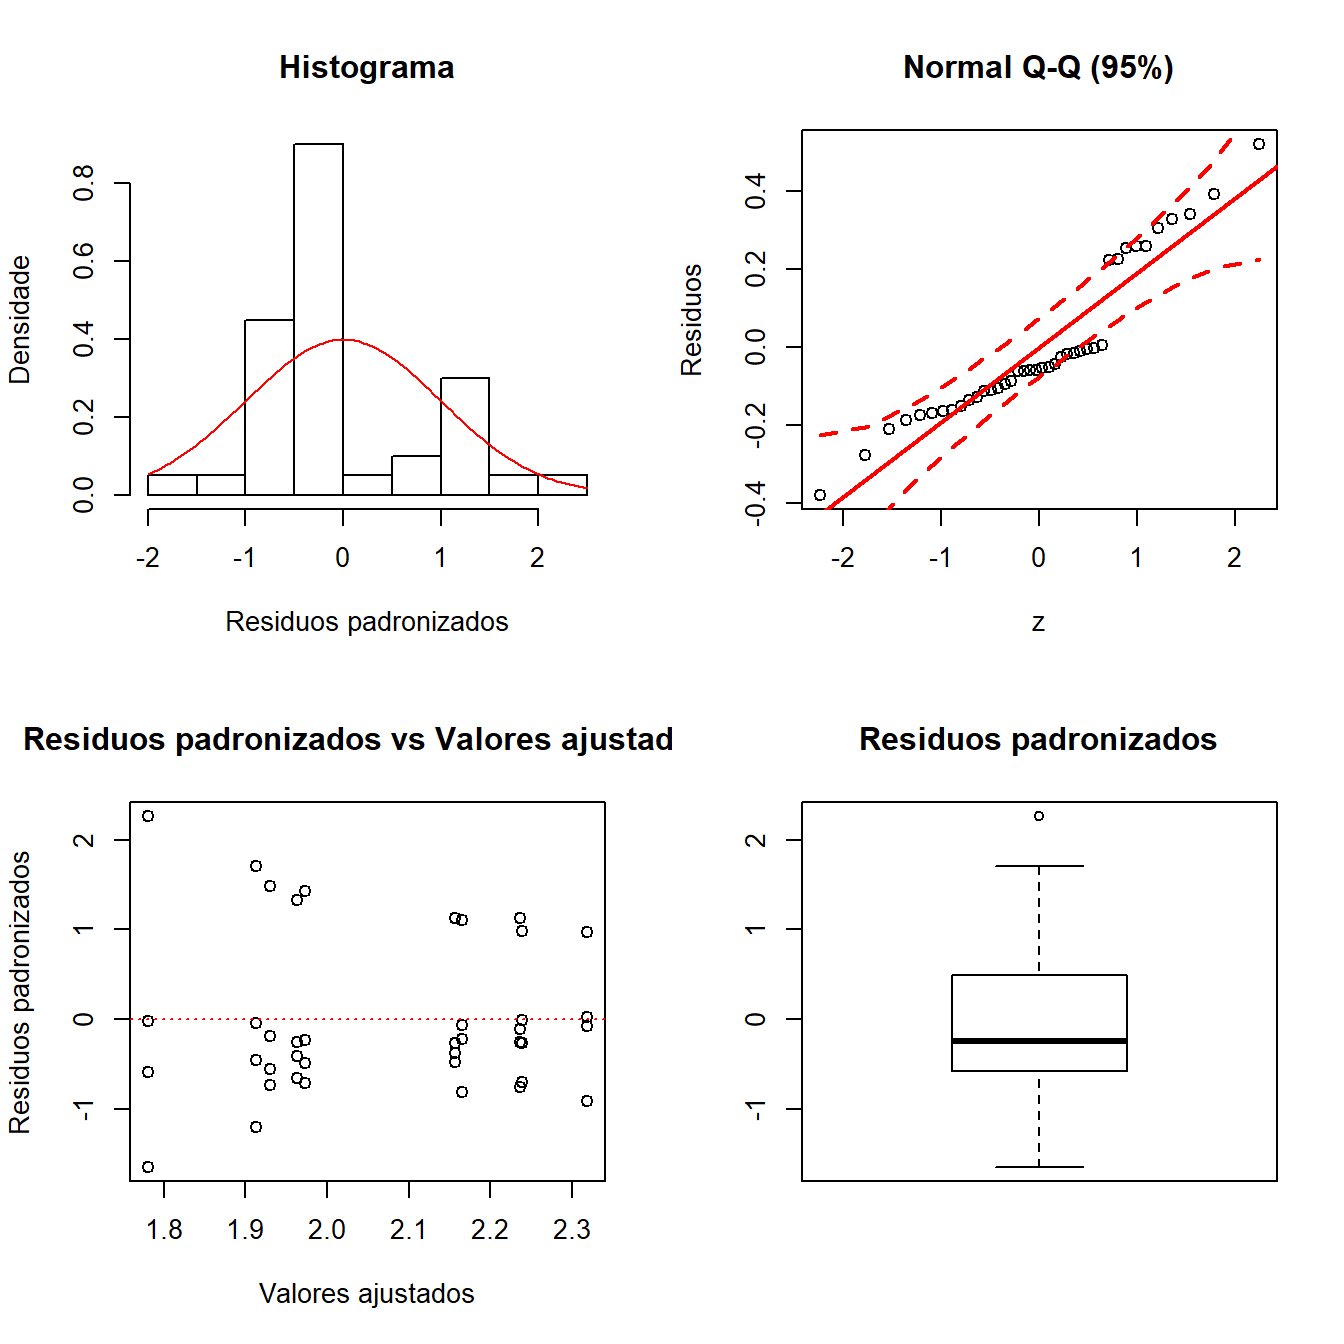 Histograma
Densidade
0.0 0.2 0.4 0.6 0.8
-2 -1 0 1 2
Residuos padronizados
Normal Q-Q (95%)
Residuos
-0.4 -0.2 0.0 0.2 0.4
-2 -1 0 1 2
z
Residuos padronizados vs Valores ajustad
Residuos padronizados
-1 0 1 2
1.8 1.9 2.0 2.1 2.2 2.3
Valores ajustados
Residuos padronizados
-1 0 1 2